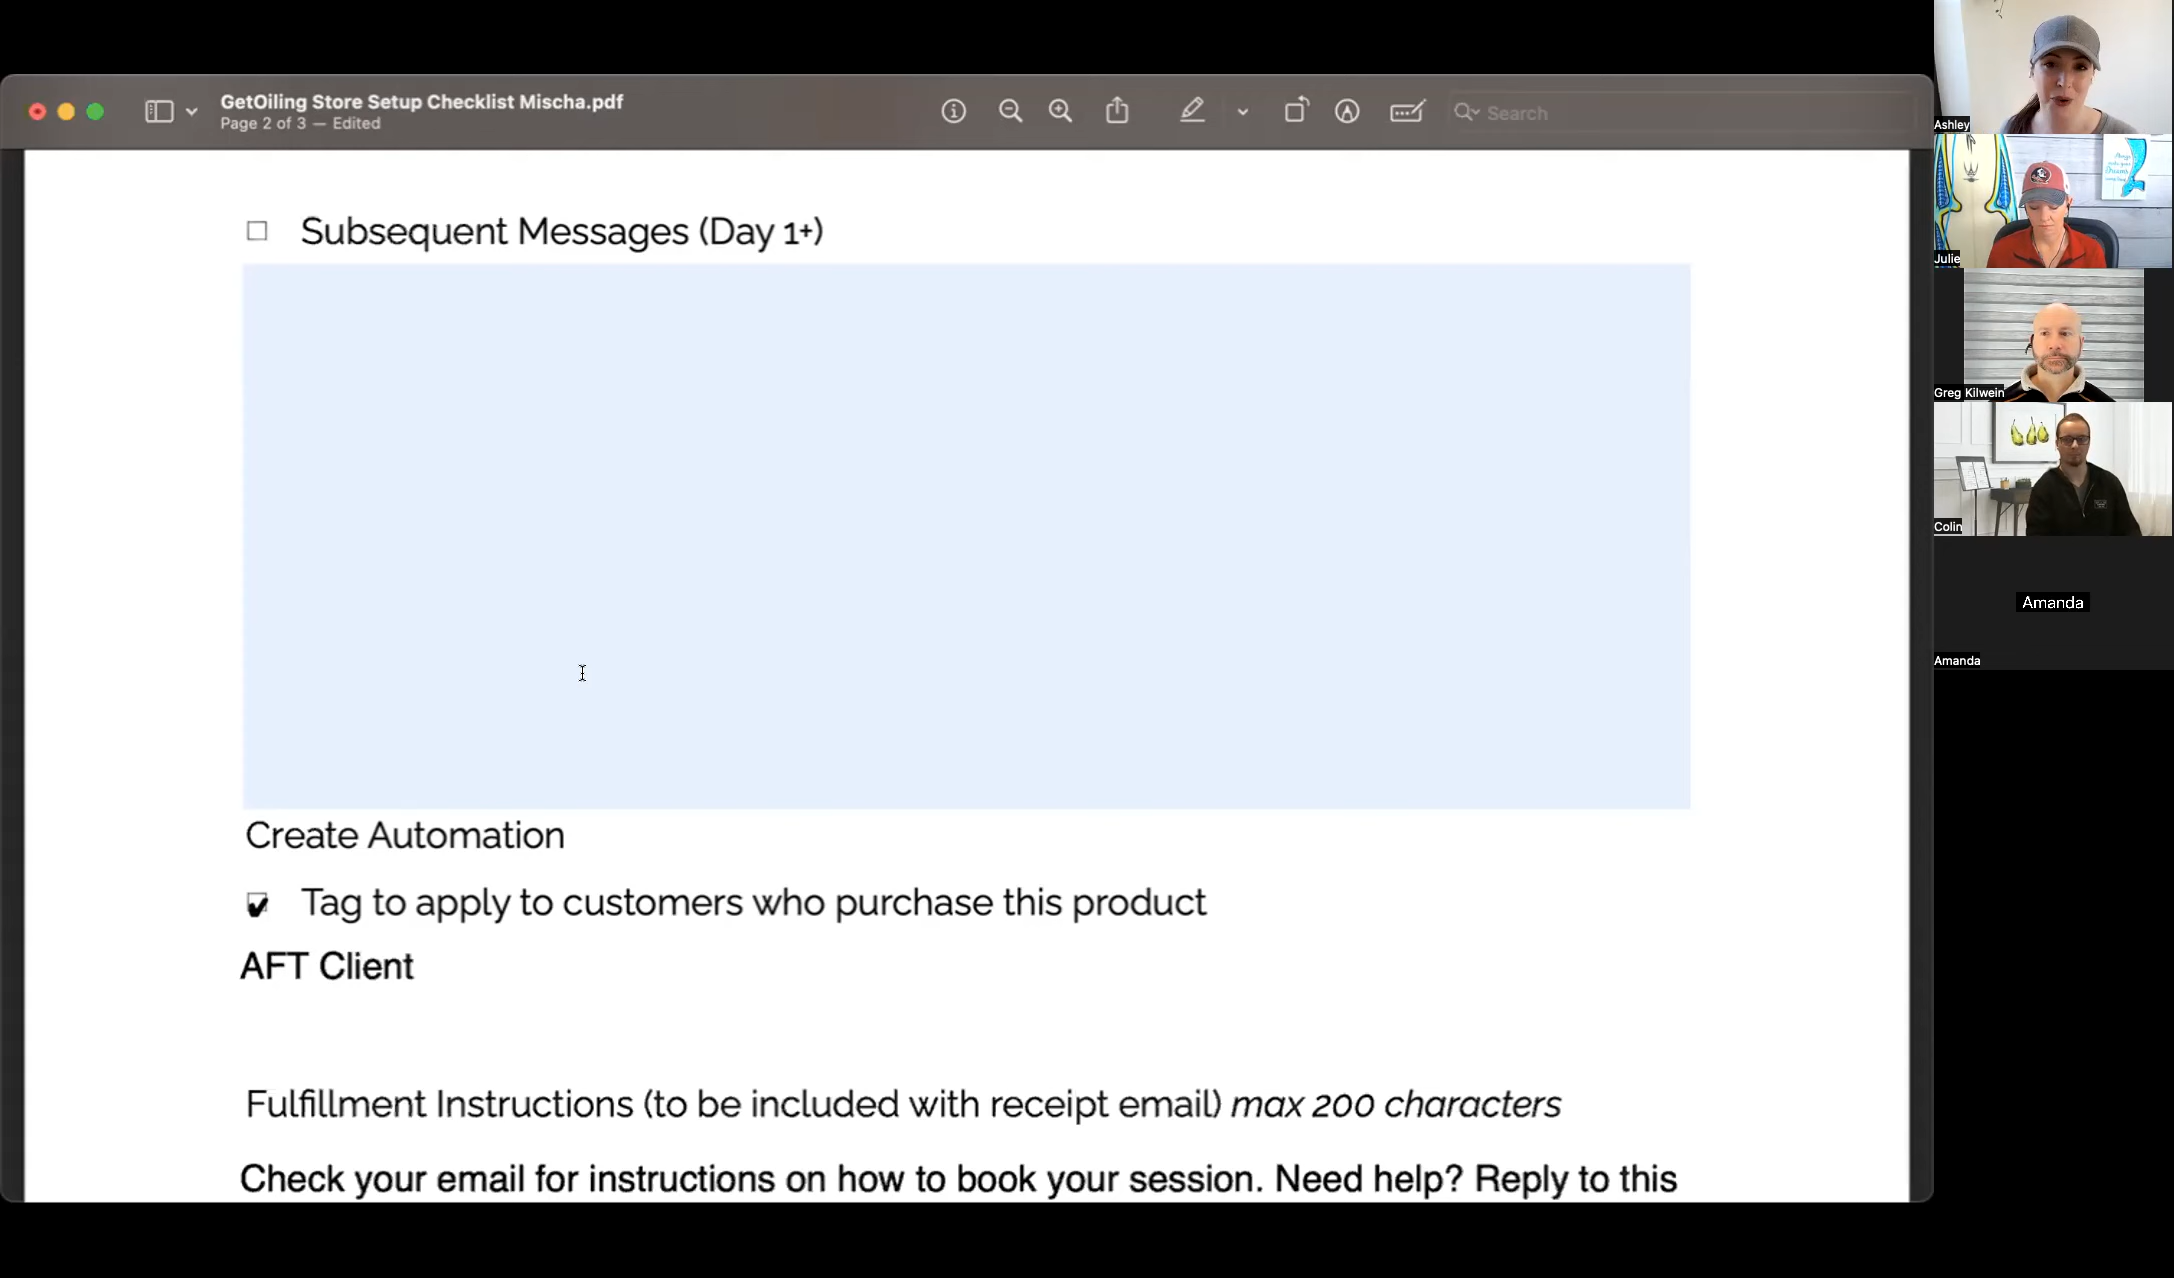 GetOiling Store Setup Checklist Mischa.pdf
Page 2 of 3 — Edited
Search
Subsequent Messages (Day 1+)
Create Automation
Tag to apply to customers who purchase this product
AFT Client
Fulfillment Instructions (to be included with receipt email) max 200 characters
Check your email for instructions on how to book your session. Need help? Reply to this
Ashley
Julie
Greg Kilwein
Colin
Amanda
Amanda